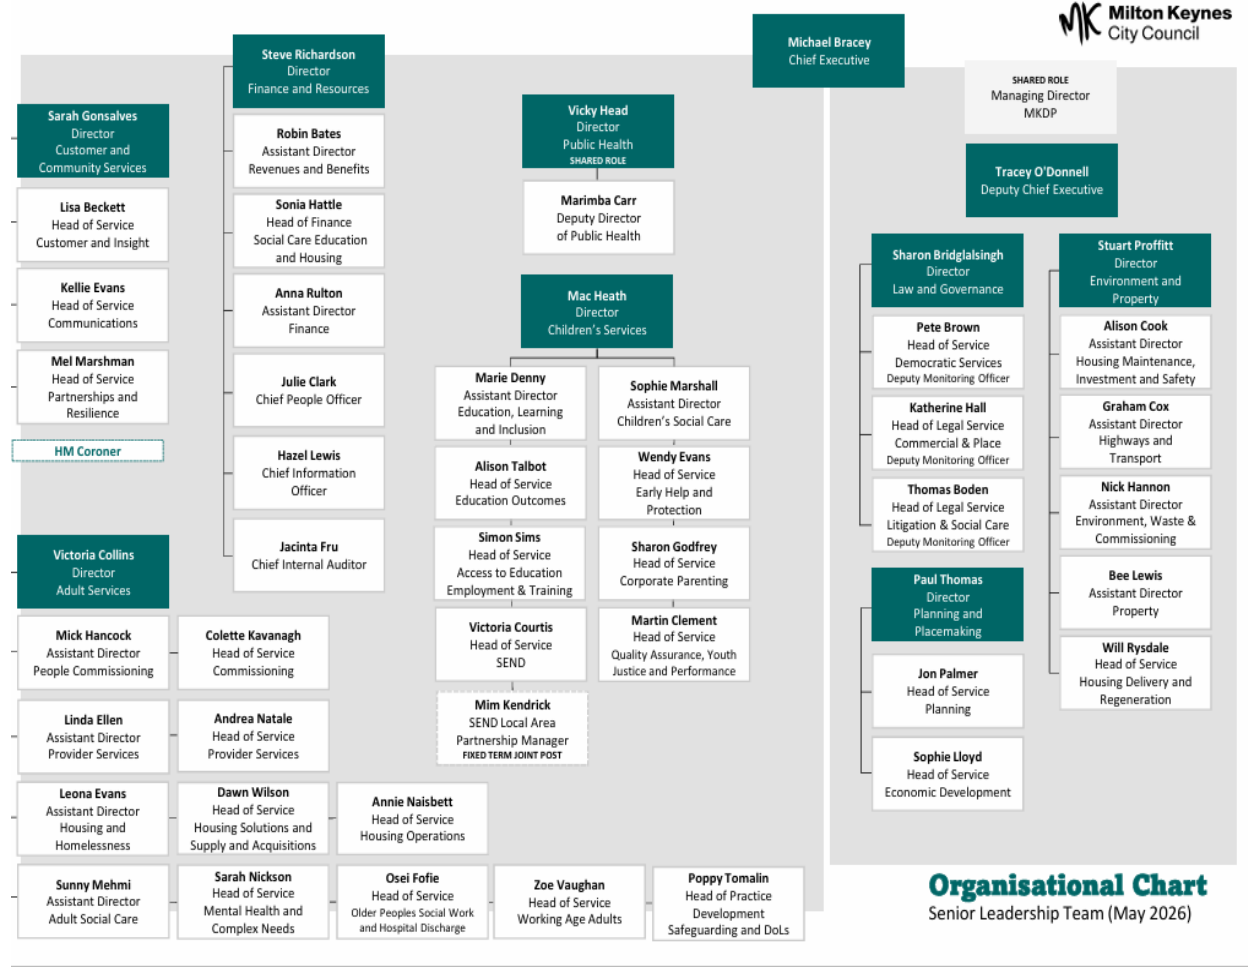 Milton Keynes
City Council
Michael Bracey
Chief Executive
SHARED ROLE
Managing Director
MKDP
Tracey O'Donnell
Deputy Chief Executive
Sarah Gonsalves
Director
Customer and
Community Services
Lisa Beckett
Head of Service
Customer and Insight
Kellie Evans
Head of Service
Communications
Mel Marshman
Head of Service
Partnerships and
Resilience
HM Coroner
Steve Richardson
Director
Finance and Resources
Robin Bates
Assistant Director
Revenues and Benefits
Sonia Hattle
Head of Finance
Social Care Education
and Housing
Anna Rulton
Assistant Director
Finance
Julie Clark
Chief People Officer
Hazel Lewis
Chief Information
Officer
Jacinta Fru
Chief Internal Auditor
Vicky Head
Director
Public Health
SHARED ROLE
Marimba Carr
Deputy Director
of Public Health
Mac Heath
Director
Children's Services
Marie Denny
Assistant Director
Education, Learning
and Inclusion
Alison Talbot
Head of Service
Education Outcomes
Simon Sims
Head of Service
Access to Education
Employment & Training
Victoria Courtis
Head of Service
SEND
Mim Kendrick
SEND Local Area
Partnership Manager
FIXED TERM JOINT POST
Sophie Marshall
Assistant Director
Children's Social Care
Wendy Evans
Head of Service
Early Help and
Protection
Sharon Godfrey
Head of Service
Corporate Parenting
Martin Clement
Head of Service
Quality Assurance, Youth
Justice and Performance
Sharon Bridglalsingh
Director
Law and Governance
Pete Brown
Head of Service
Democratic Services
Deputy Monitoring Officer
Katherine Hall
Head of Legal Service
Commercial & Place
Deputy Monitoring Officer
Thomas Boden
Head of Legal Service
Litigation & Social Care
Deputy Monitoring Officer
Paul Thomas
Director
Planning and
Placemaking
Jon Palmer
Head of Service
Planning
Sophie Lloyd
Head of Service
Economic Development
Stuart Proffitt
Director
Environment and
Property
Alison Cook
Assistant Director
Housing Maintenance,
Investment and Safety
Graham Cox
Assistant Director
Highways and
Transport
Nick Hannon
Assistant Director
Environment, Waste &
Commissioning
Bee Lewis
Assistant Director
Property
Will Rysdale
Head of Service
Housing Delivery and
Regeneration
Victoria Collins
Director
Adult Services
Mick Hancock
Assistant Director
People Commissioning
Colette Kavanagh
Head of Service
Commissioning
Linda Ellen
Assistant Director
Provider Services
Andrea Natale
Head of Service
Provider Services
Leona Evans
Assistant Director
Housing and
Homelessness
Dawn Wilson
Head of Service
Housing Solutions and
Supply and Acquisitions
Annie Naisbett
Head of Service
Housing Operations
Sunny Mehmi
Assistant Director
Adult Social Care
Sarah Nickson
Head of Service
Mental Health and
Complex Needs
Osei Fofie
Head of Service
Older Peoples Social Work
and Hospital Discharge
Zoe Vaughan
Head of Service
Working Age Adults
Poppy Tomalin
Head of Practice
Development
Safeguarding and DoLs
Organisational Chart
Senior Leadership Team (May 2026)